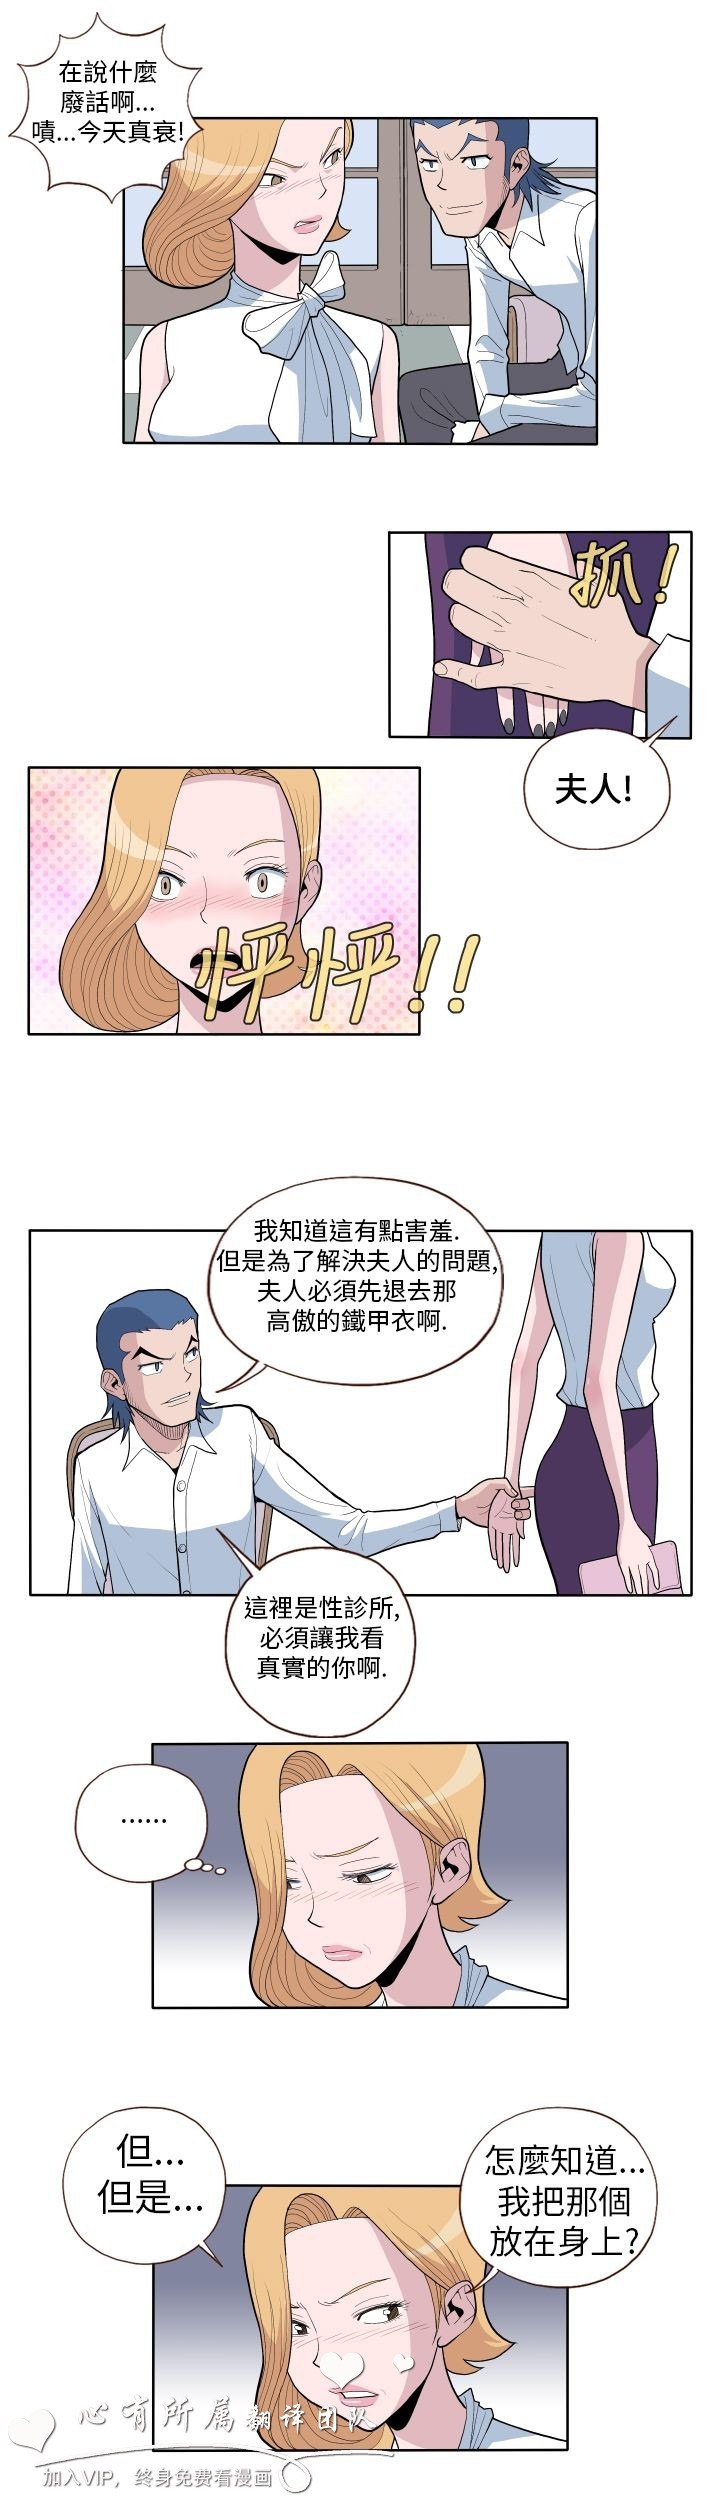 在說什麼
廢話啊...
嘖...今天真衰!
抓!
夫人!
怦怦!!
我知道這有點害羞.
但是為了解決夫人的問題,
夫人必須先退去那
高傲的鐵甲衣啊.
這裡是性診所,
必須讓我看
真實的你啊.
......
但...
但是...
怎麼知道...
我把那個
放在身上?
心有所属翻译团队
加入VIP，终身免费看漫画